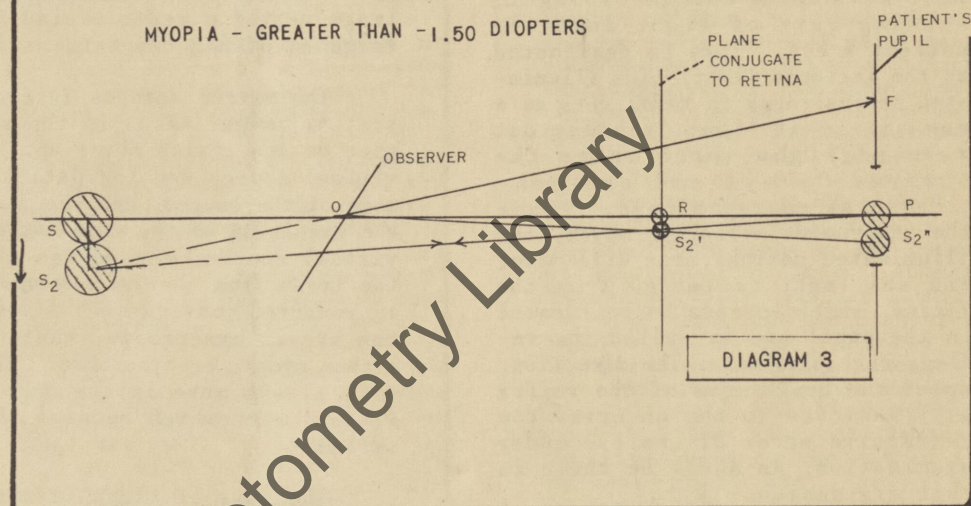 MYOPIA - GREATER THAN -1.50 DIOPTERS
PATIENT'S
PUPIL
PLANE
CONJUGATE
TO RETINA
F
OBSERVER
O
R
P
S
S2
S2'
S2"
DIAGRAM 3
tometry Library